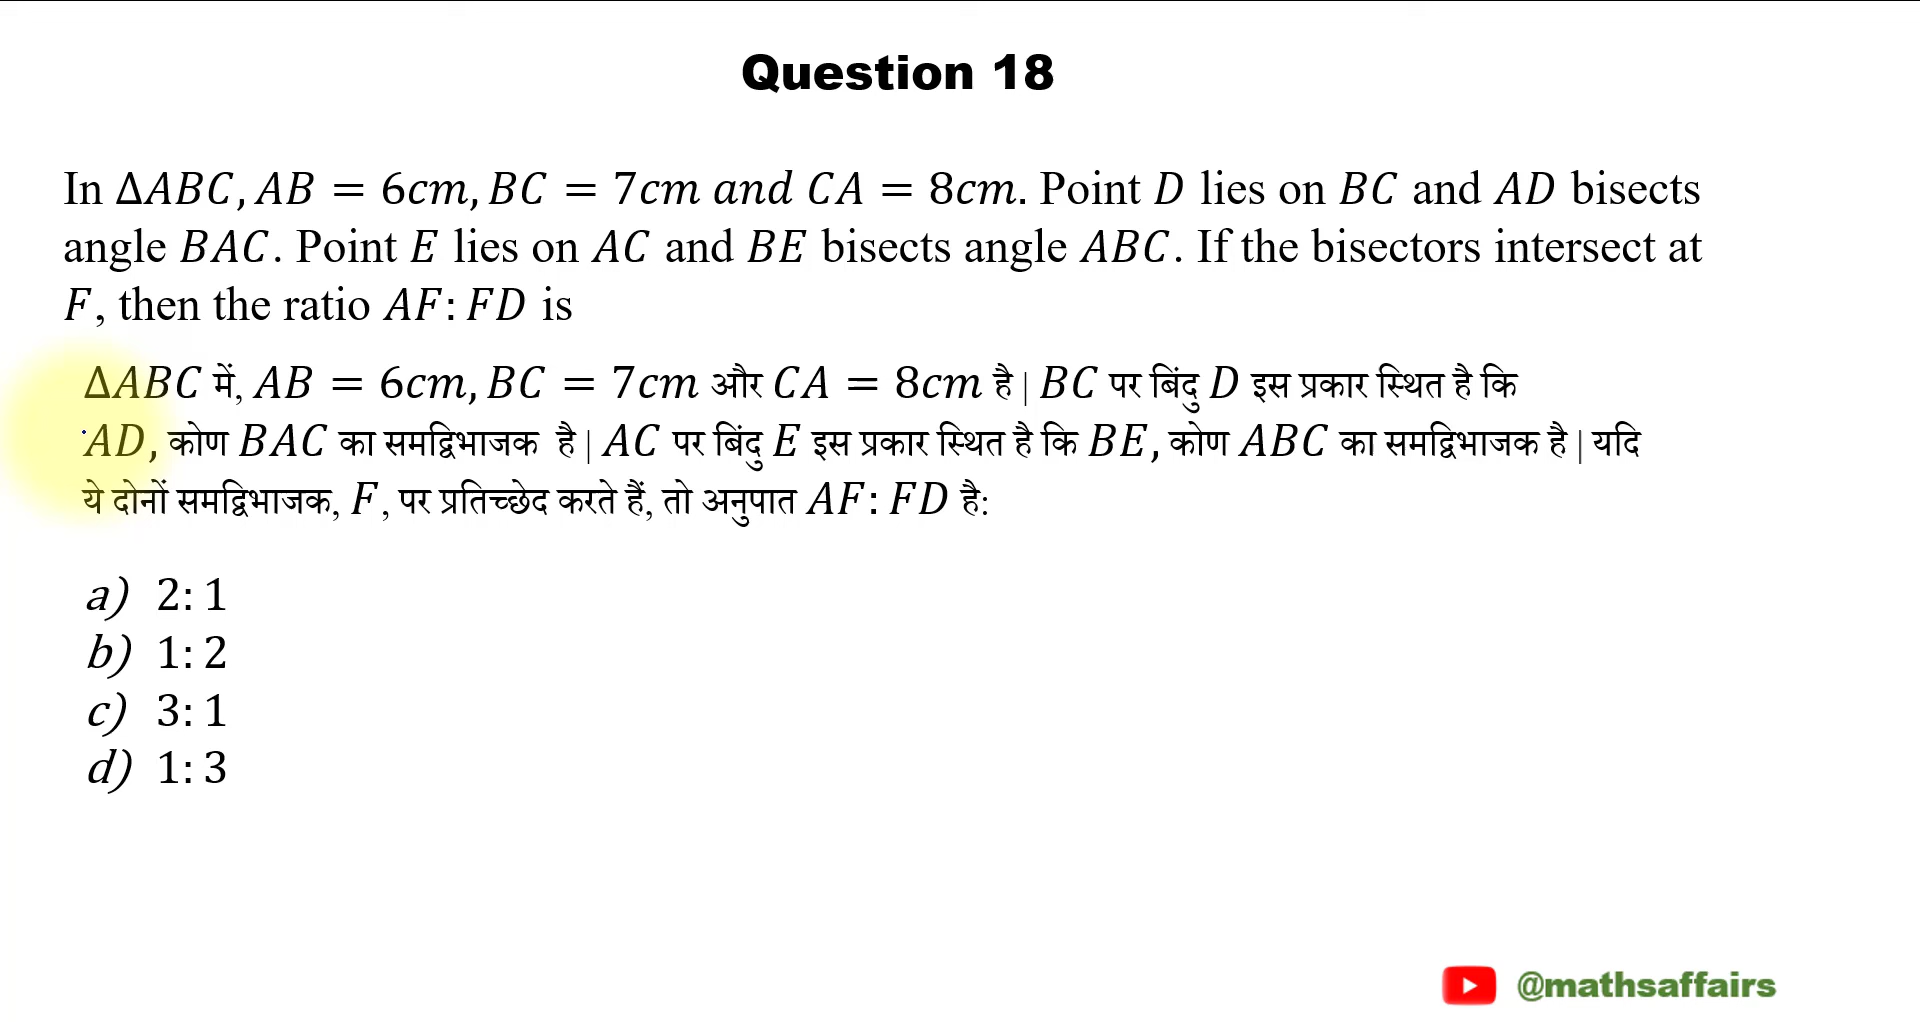 Question 18
In ΔABC, AB = 6cm, BC = 7cm and CA = 8cm. Point D lies on BC and AD bisects
angle BAC. Point E lies on AC and BE bisects angle ABC. If the bisectors intersect at
F, then the ratio AF: FD is
ΔABC में, AB = 6cm, BC = 7cm और CA = 8cm है| BC पर बिंदु D इस प्रकार स्थित है कि
AD, कोण BAC का समद्विभाजक है| AC पर बिंदु E इस प्रकार स्थित है कि BE, कोण ABC का समद्विभाजक है| यदि
ये दोनों समद्विभाजक, F, पर प्रतिच्छेद करते हैं, तो अनुपात AF: FD है:
a) 2: 1
b) 1: 2
c) 3: 1
d) 1: 3
@mathsaffairs